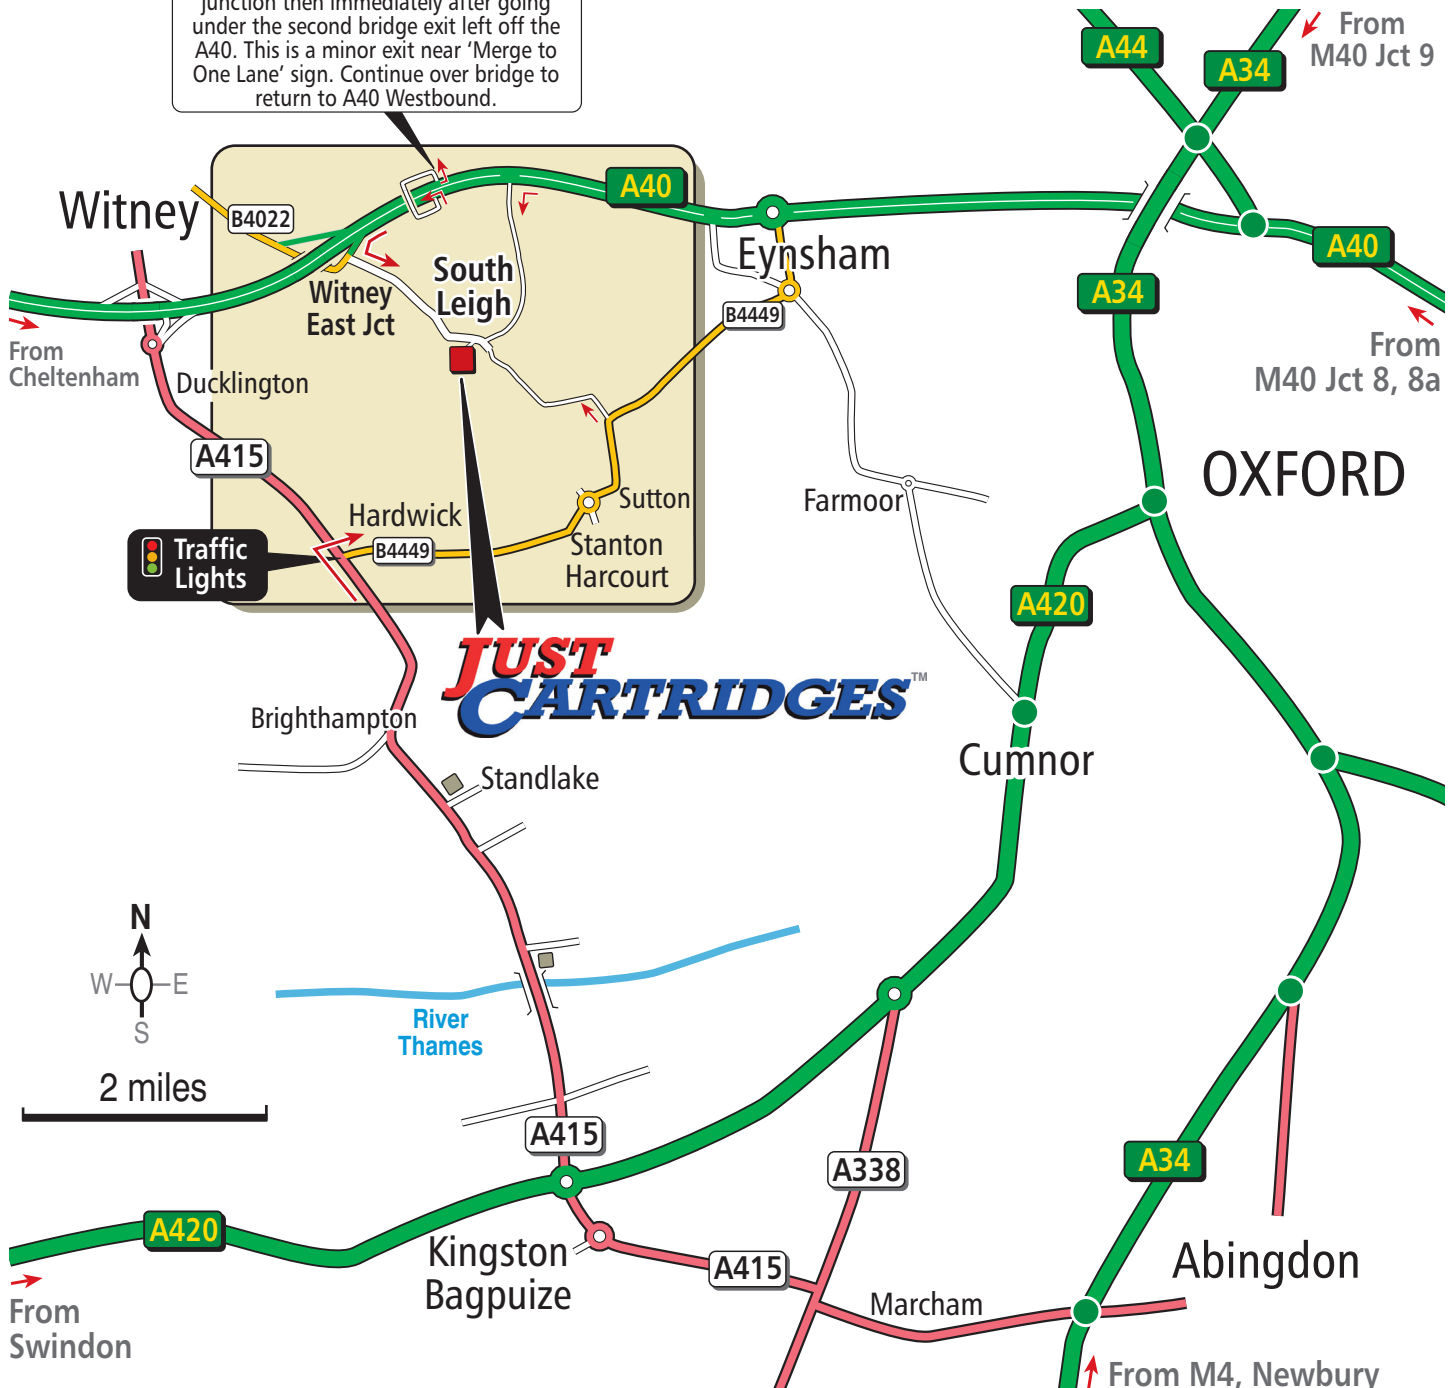 junction then immediately after going
under the second bridge exit left off the
A40. This is a minor exit near ‘Merge to
One Lane’ sign. Continue over bridge to
return to A40 Westbound.
A44
A34
From
M40 Jct 9
Witney
B4022
A40
Eynsham
A40
South
Leigh
Witney
East Jct
A34
B4449
From
Cheltenham
Ducklington
From
M40 Jct 8, 8a
A415
OXFORD
Hardwick
Sutton
Farmoor
Traffic
Lights
B4449
Stanton
Harcourt
A420
JUST
CARTRIDGES™
Brighthampton
Cumnor
Standlake
N
W
E
S
River
Thames
2 miles
A415
A338
A34
A420
Kingston
Bagpuize
A415
Abingdon
Marcham
From
Swindon
From M4, Newbury